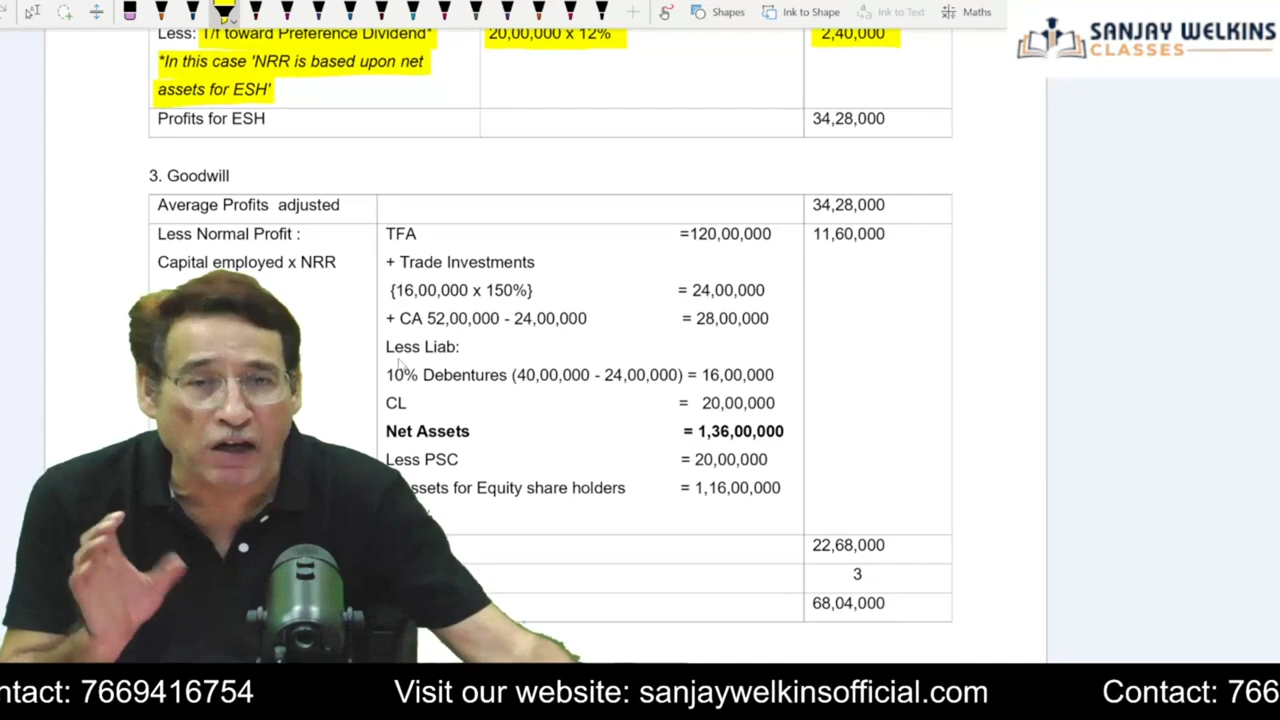 Shapes Ink to Shape Ink to Text Maths
SANJAY WELKINS
CLASSES
Less: T/f toward Preference Dividend* 20,00,000 x 12% 2,40,000
*In this case 'NRR is based upon net
assets for ESH'
Profits for ESH 34,28,000
3. Goodwill
Average Profits adjusted 34,28,000
Less Normal Profit : TFA =120,00,000 11,60,000
Capital employed x NRR + Trade Investments
{16,00,000 x 150%} = 24,00,000
+ CA 52,00,000 - 24,00,000 = 28,00,000
Less Liab:
10% Debentures (40,00,000 - 24,00,000) = 16,00,000
CL = 20,00,000
Net Assets = 1,36,00,000
Less PSC = 20,00,000
ssets for Equity share holders = 1,16,00,000
22,68,000
3
68,04,000
ntact: 7669416754 Visit our website: sanjaywelkinsofficial.com Contact: 766